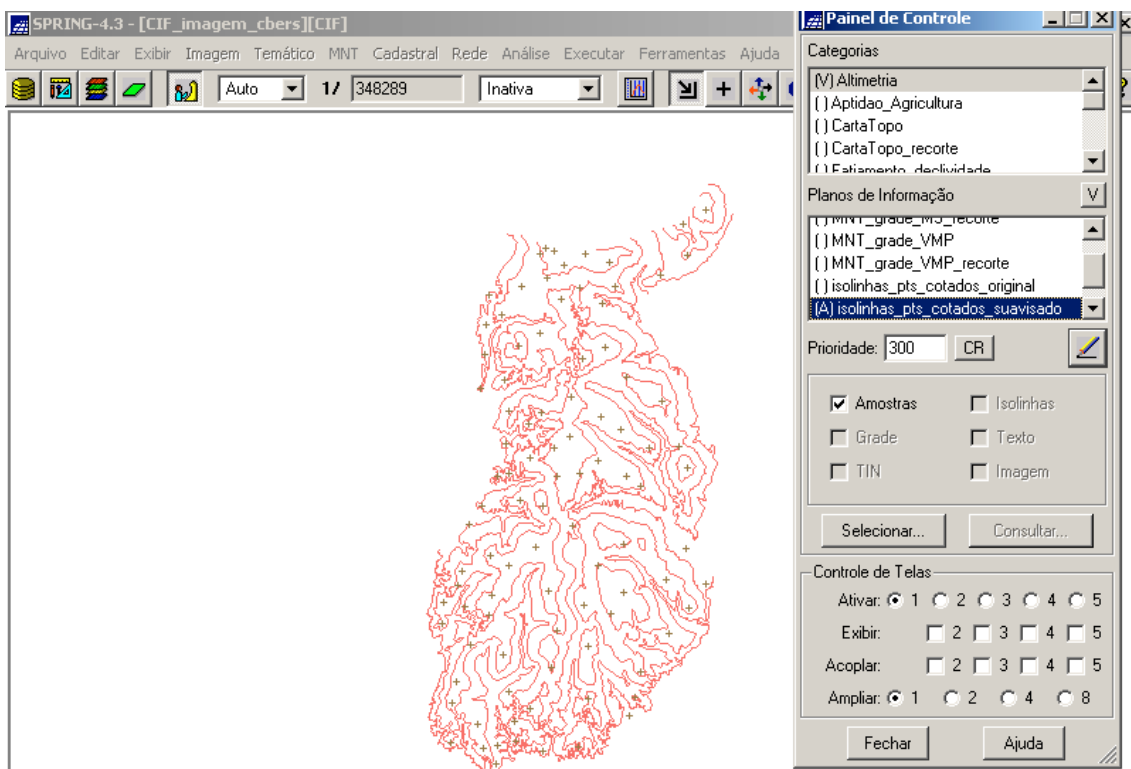 SPRING-4.3 - [CIF_imagem_cbers][CIF]
Arquivo Editar Exibir Imagem Temático MNT Cadastral Rede Análise Executar Ferramentas Ajuda
Auto 1/ 348289 Inativa
Painel de Controle
Categorias
(V) Altimetria
( ) Aptidao_Agricultura
( ) CartaTopo
( ) CartaTopo_recorte
( ) Fatiamento_declividade
Planos de Informação V
( ) MNT_grade_MS_recorte
( ) MNT_grade_VMP
( ) MNT_grade_VMP_recorte
( ) isolinhas_pts_cotados_original
(A) isolinhas_pts_cotados_suavisado
Prioridade: 300 CR
Amostras Isolinhas
Grade Texto
TIN Imagem
Selecionar... Consultar...
Controle de Telas
Ativar: 1 2 3 4 5
Exibir: 2 3 4 5
Acoplar: 2 3 4 5
Ampliar: 1 2 4 8
Fechar Ajuda